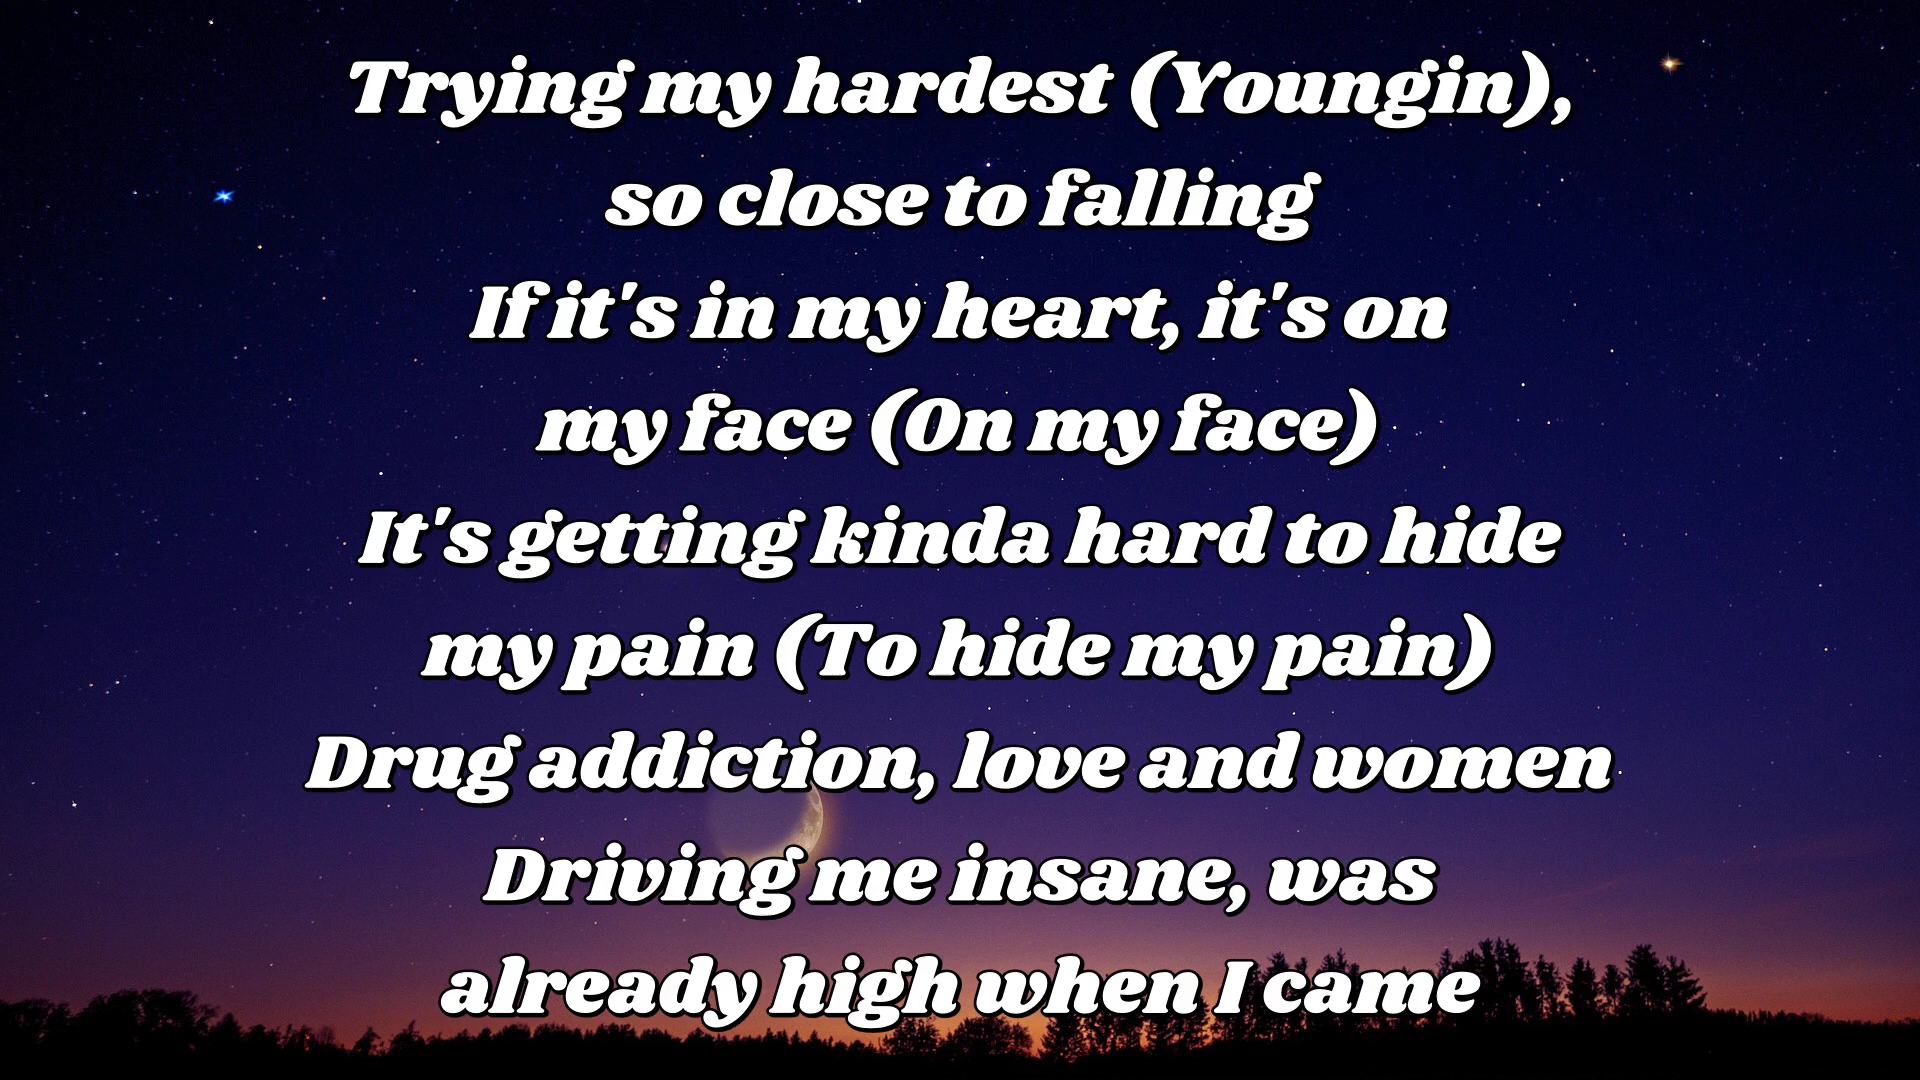 Trying my hardest (Youngin),
so close to falling
If it's in my heart, it's on
my face (On my face)
It's getting kinda hard to hide
my pain (To hide my pain)
Drug addiction, love and women
Driving me insane, was
already high when I came